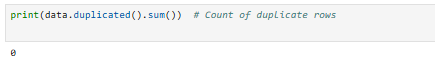 print(data.duplicated().sum())  # Count of duplicate rows
0